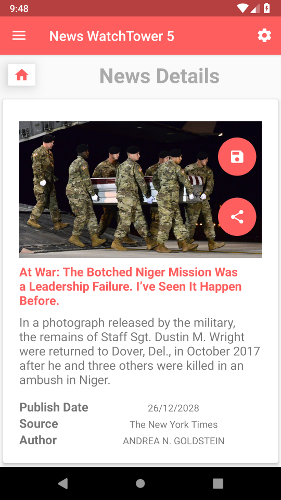 9:48
News WatchTower 5
News Details
At War: The Botched Niger Mission Was
a Leadership Failure. I've Seen It Happen
Before.
In a photograph released by the military,
the remains of Staff Sgt. Dustin M. Wright
were returned to Dover, Del., in October 2017
after he and three others were killed in an
ambush in Niger.
Publish Date 26/12/2028
Source The New York Times
Author ANDREA N. GOLDSTEIN